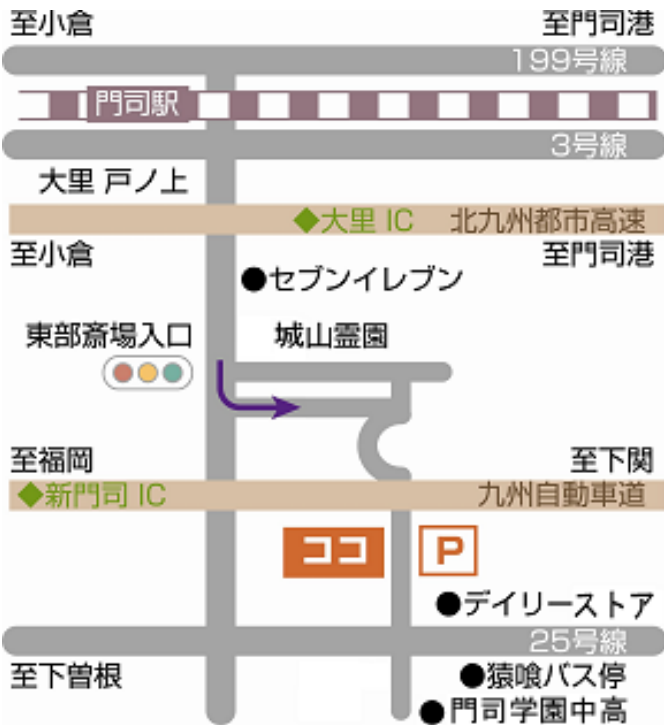 至小倉
至門司港
199号線
門司駅
3号線
大里 戸ノ上
◆大里 IC
北九州都市高速
至小倉
至門司港
●セブンイレブン
東部斎場入口
城山霊園
至福岡
至下関
◆新門司 IC
九州自動車道
ココ
P
●デイリーストア
25号線
至下曽根
●猿喰バス停
●門司学園中高